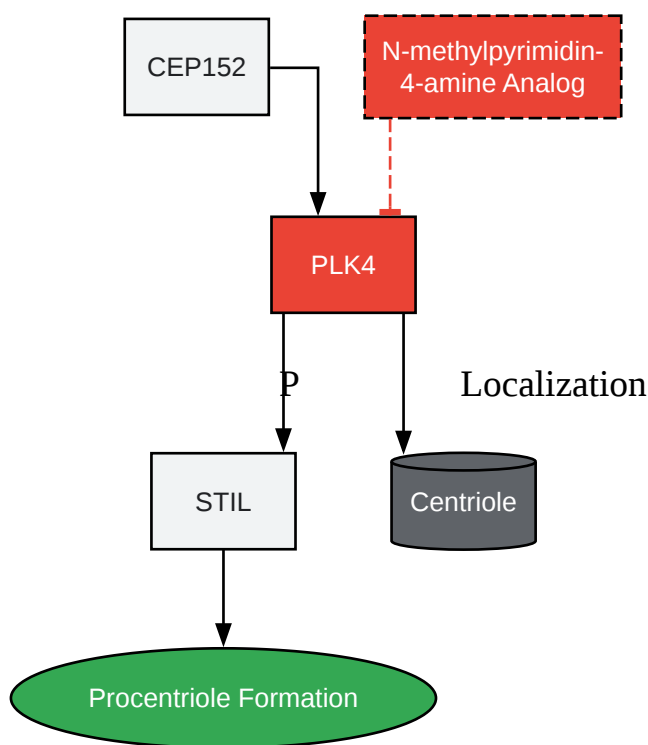 CEP152
N-methylpyrimidin-
4-amine Analog
PLK4
P
Localization
STIL
Centriole
Procentriole Formation